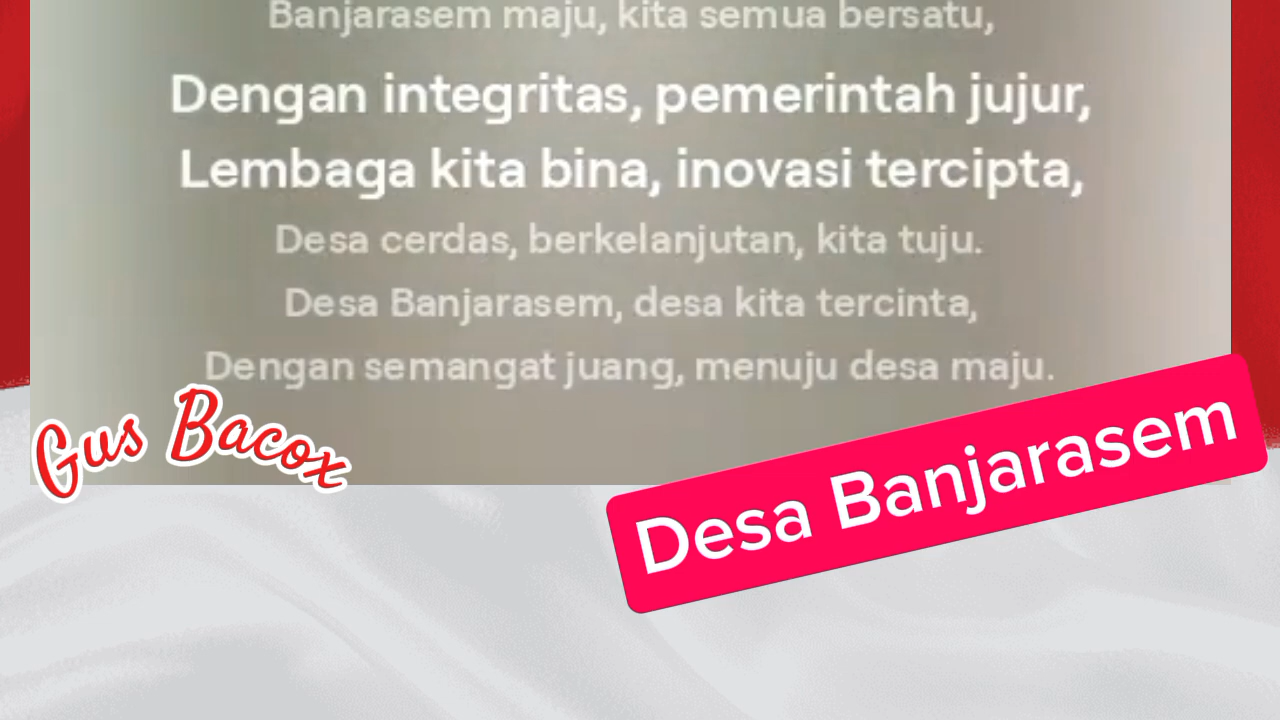 Banjarasem maju, kita semua bersatu,
Dengan integritas, pemerintah jujur,
Lembaga kita bina, inovasi tercipta,
Desa cerdas, berkelanjutan, kita tuju.
Desa Banjarasem, desa kita tercinta,
Dengan semangat juang, menuju desa maju.
Gus Bacox
Desa Banjarasem